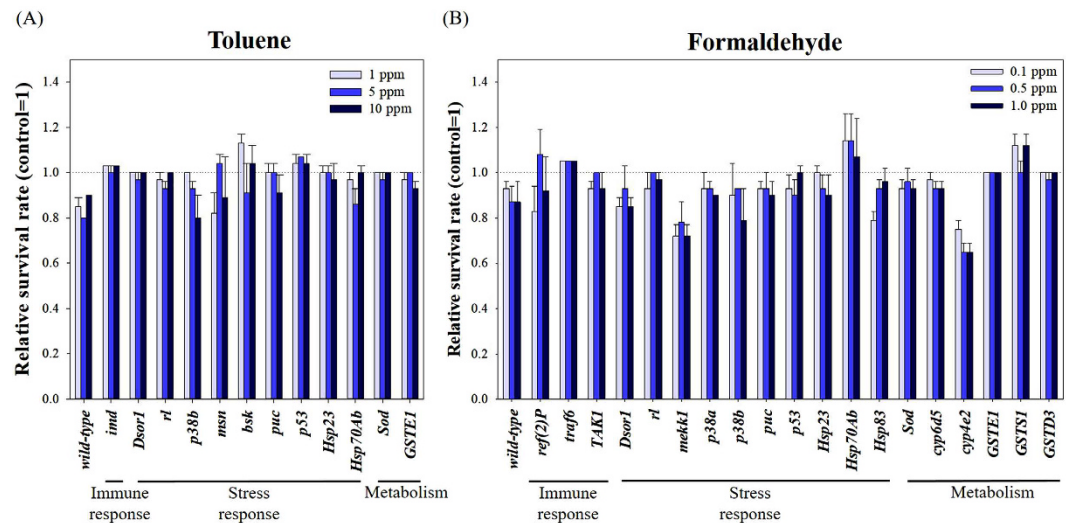 (A)
Toluene
Relative survival rate (control=1)
1.4
1.2
1.0
0.8
0.6
0.4
0.2
0.0
1 ppm
5 ppm
10 ppm
wild-type
imd
Dsor1
rl
p38b
msn
bsk
puc
p53
Hsp23
Hsp70Ab
Sod
GSTE1
Immune
response
Stress
response
Metabolism
(B)
Formaldehyde
Relative survival rate (control=1)
1.4
1.2
1.0
0.8
0.6
0.4
0.2
0.0
0.1 ppm
0.5 ppm
1.0 ppm
wild-type
ref(2)P
traf6
TAK1
Dsor1
rl
mekk1
p38a
p38b
puc
p53
Hsp23
Hsp70Ab
Hsp83
Sod
cyp6d5
cyp4e2
GSTE1
GSTS1
GSTD3
Immune
response
Stress
response
Metabolism